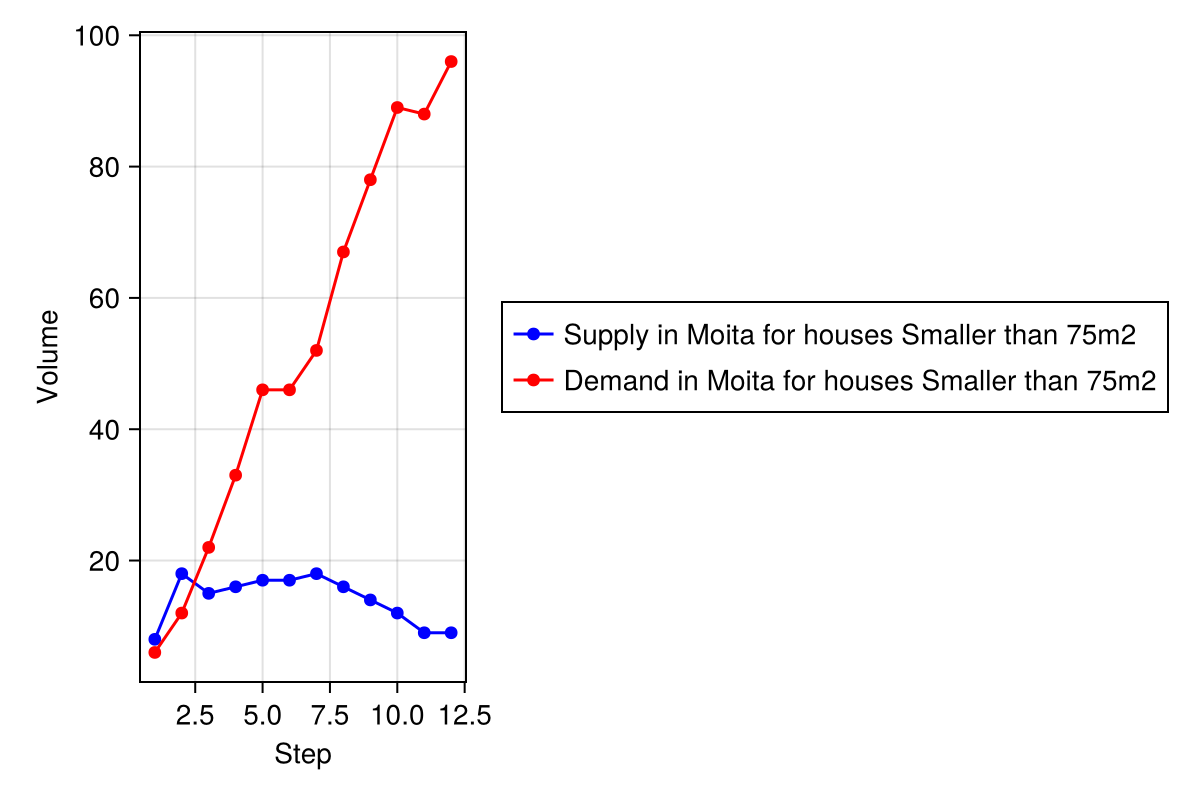 100
80
60
40
20
Volume
2.5 5.0 7.5 10.0 12.5
Step
Supply in Moita for houses Smaller than 75m2
Demand in Moita for houses Smaller than 75m2